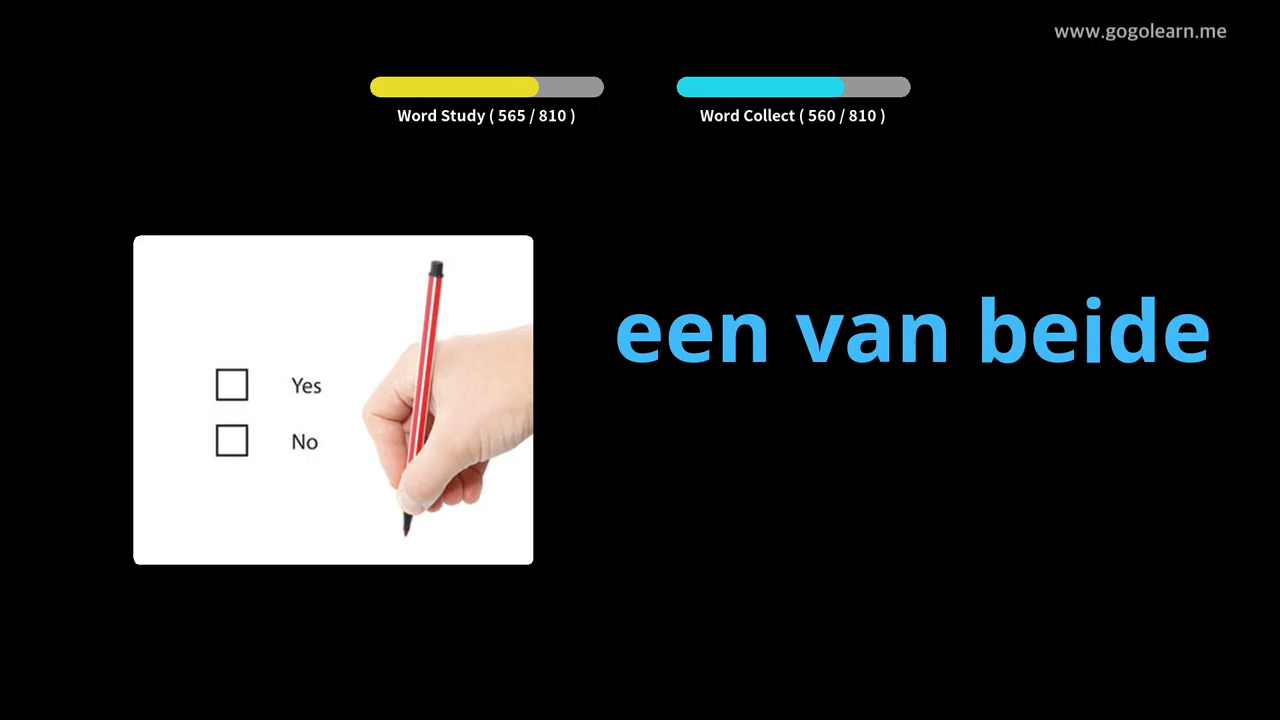 www.gogolearn.me
Word Study ( 565 / 810 )
Word Collect ( 560 / 810 )
een van beide
Yes
No